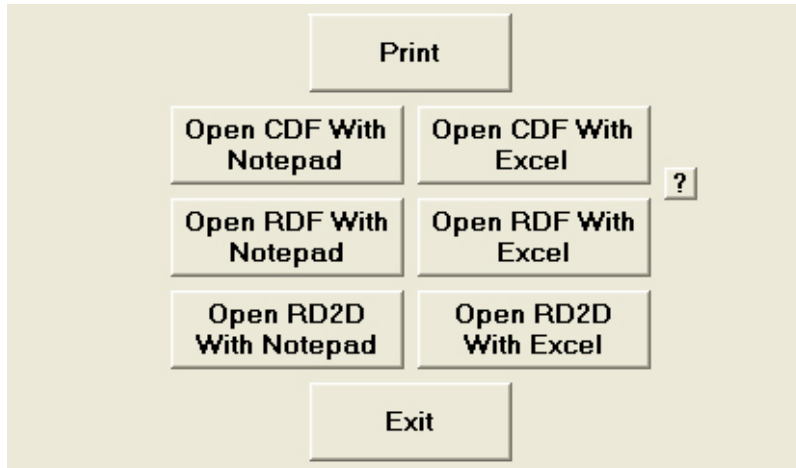 Print
Open CDF With
Notepad
Open CDF With
Excel
?
Open RDF With
Notepad
Open RDF With
Excel
Open RD2D
With Notepad
Open RD2D
With Excel
Exit